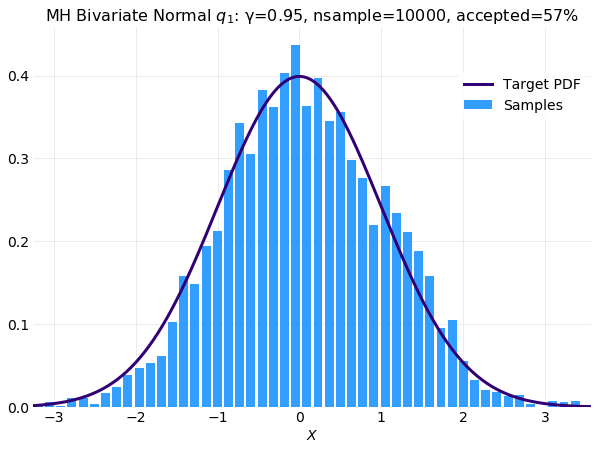 MH Bivariate Normal q₁: γ=0.95, nsample=10000, accepted=57%
Target PDF
Samples
0.4
0.3
0.2
0.1
0.0
−3 −2 −1 0 1 2 3
X